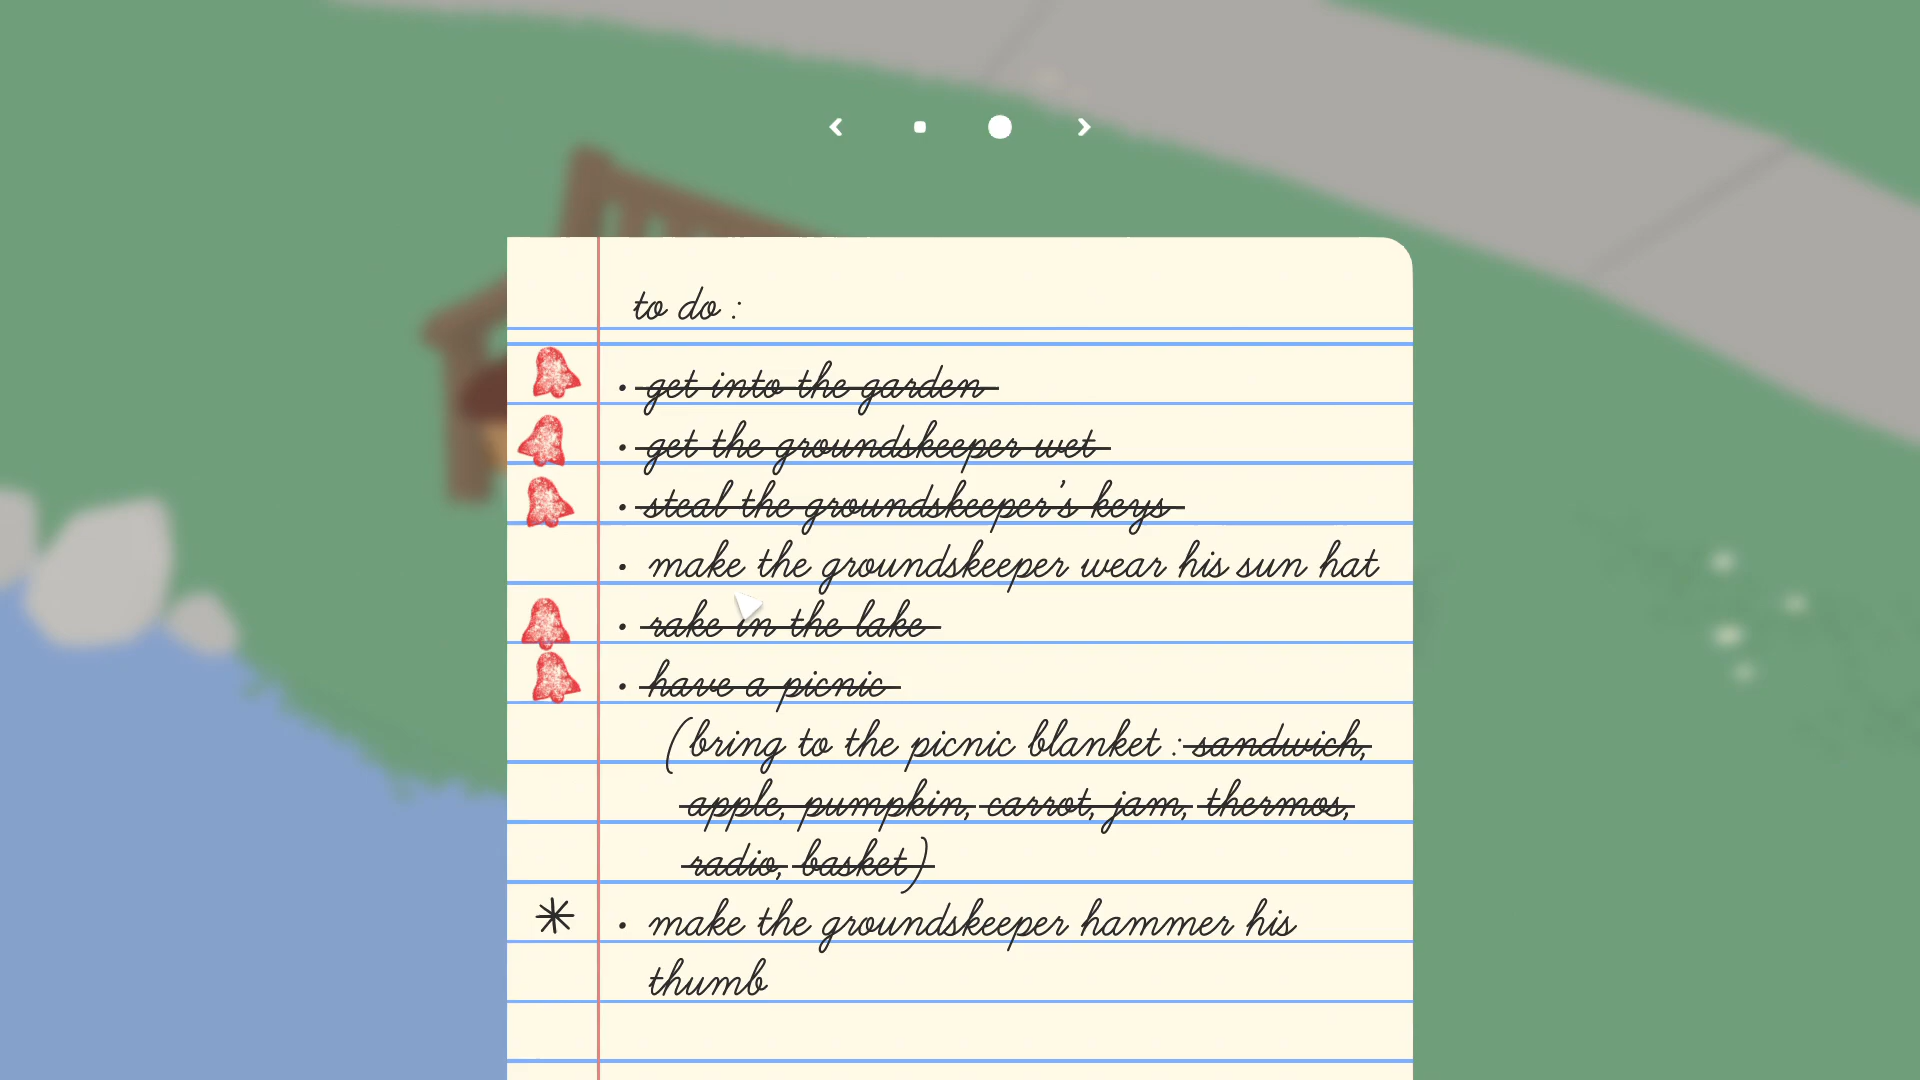 to do :
• get into the garden
• get the groundskeeper wet
• steal the groundskeeper's keys
• make the groundskeeper wear his sun hat
• rake in the lake
• have a picnic
(bring to the picnic blanket : sandwich,
apple, pumpkin, carrot, jam, thermos,
radio, basket)
• make the groundskeeper hammer his
thumb